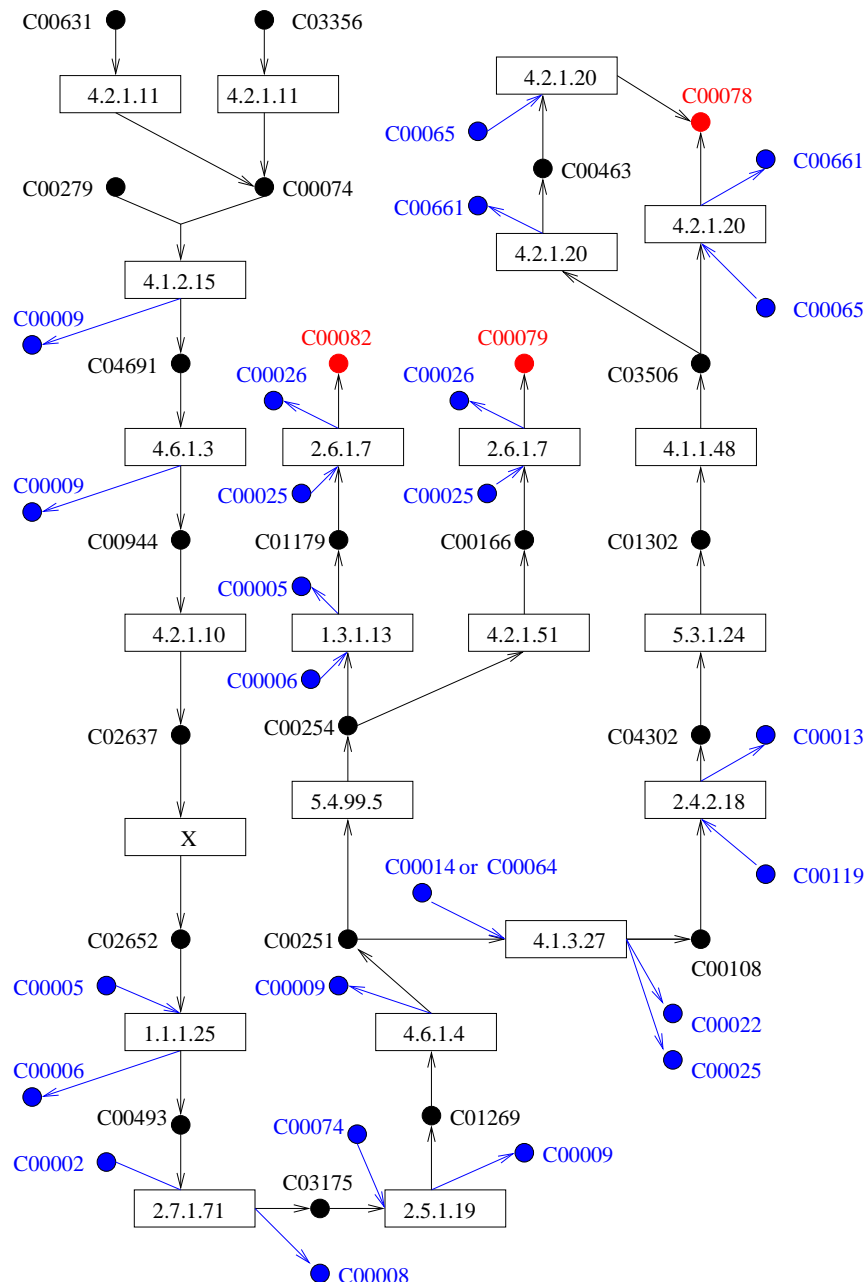 C00631
C03356
4.2.1.11
4.2.1.11
C00279
C00074
4.1.2.15
C00009
C04691
4.6.1.3
C00009
C00944
4.2.1.10
C02637
X
C02652
C00005
1.1.1.25
C00006
C00493
C00002
2.7.1.71
C03175
C00008
C00074
2.5.1.19
C00009
C01269
4.6.1.4
C00009
C00251
C00014 or C00064
4.1.3.27
C00108
C00022
C00025
5.4.99.5
C00254
C00006
1.3.1.13
C00005
C01179
C00025
2.6.1.7
C00026
C00082
4.2.1.51
C00166
C00025
2.6.1.7
C00026
C00079
C00119
2.4.2.18
C00013
C04302
5.3.1.24
C01302
4.1.1.48
C03506
C00065
4.2.1.20
C00661
4.2.1.20
C00661
C00463
C00065
4.2.1.20
C00078